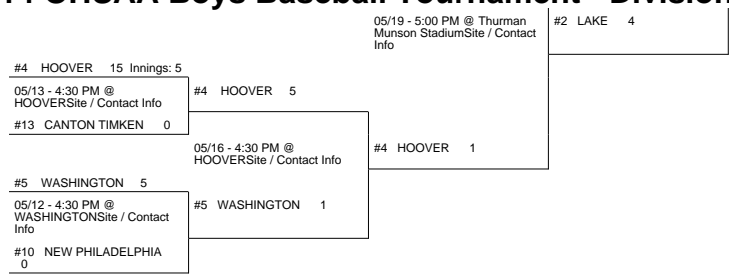 05/19 - 5:00 PM @ Thurman
Munson StadiumSite / Contact
Info
#2 LAKE 4
#4 HOOVER 15 Innings: 5
05/13 - 4:30 PM @
HOOVERSite / Contact Info
#4 HOOVER 5
#13 CANTON TIMKEN 0
05/16 - 4:30 PM @
HOOVERSite / Contact Info
#4 HOOVER 1
#5 WASHINGTON 5
05/12 - 4:30 PM @
WASHINGTONSite / Contact
Info
#5 WASHINGTON 1
#10 NEW PHILADELPHIA
0